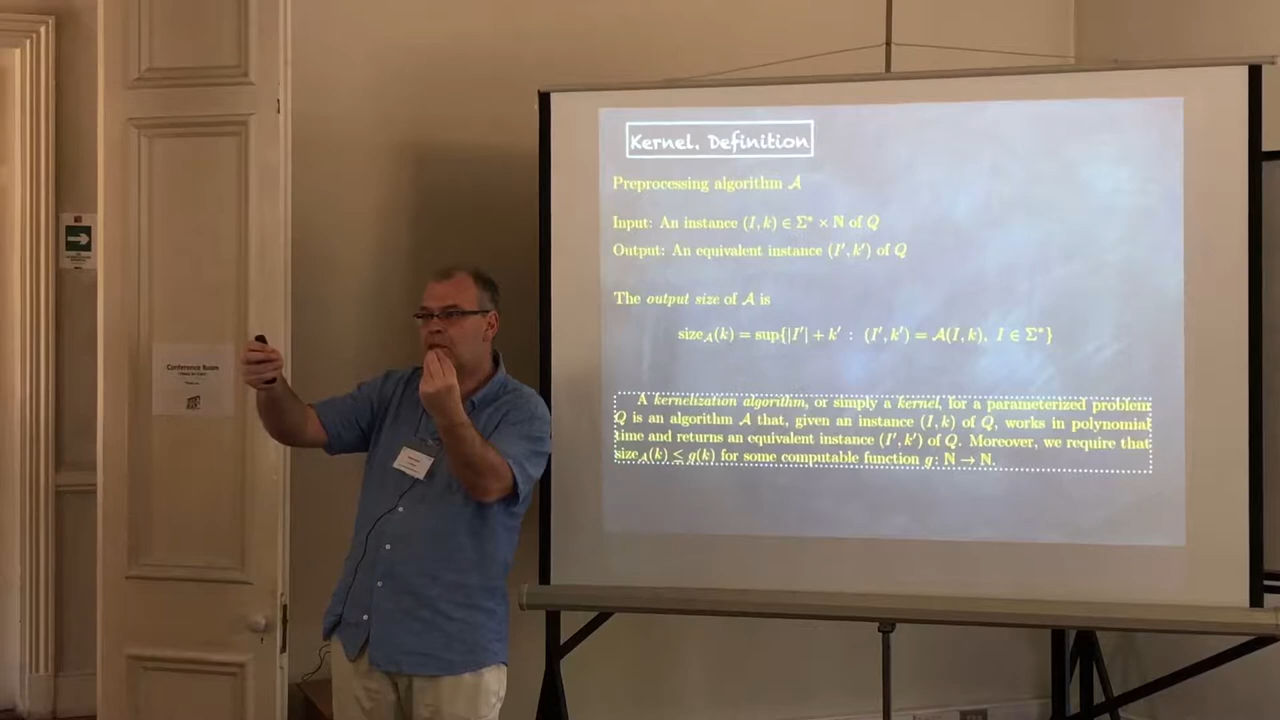 Kernel. Definition
Preprocessing algorithm 𝒜
Input: An instance (I, k) ∈ Σ* × ℕ of Q
Output: An equivalent instance (I′, k′) of Q
The output size of 𝒜 is
size𝒜(k) = sup{|I′| + k′ : (I′, k′) = 𝒜(I, k), I ∈ Σ*}
A kernelization algorithm, or simply a kernel, for a parameterized problem
Q is an algorithm 𝒜 that, given an instance (I, k) of Q, works in polynomial
time and returns an equivalent instance (I′, k′) of Q. Moreover, we require that
size𝒜(k) ≤ g(k) for some computable function g: ℕ → ℕ.
Conference Room